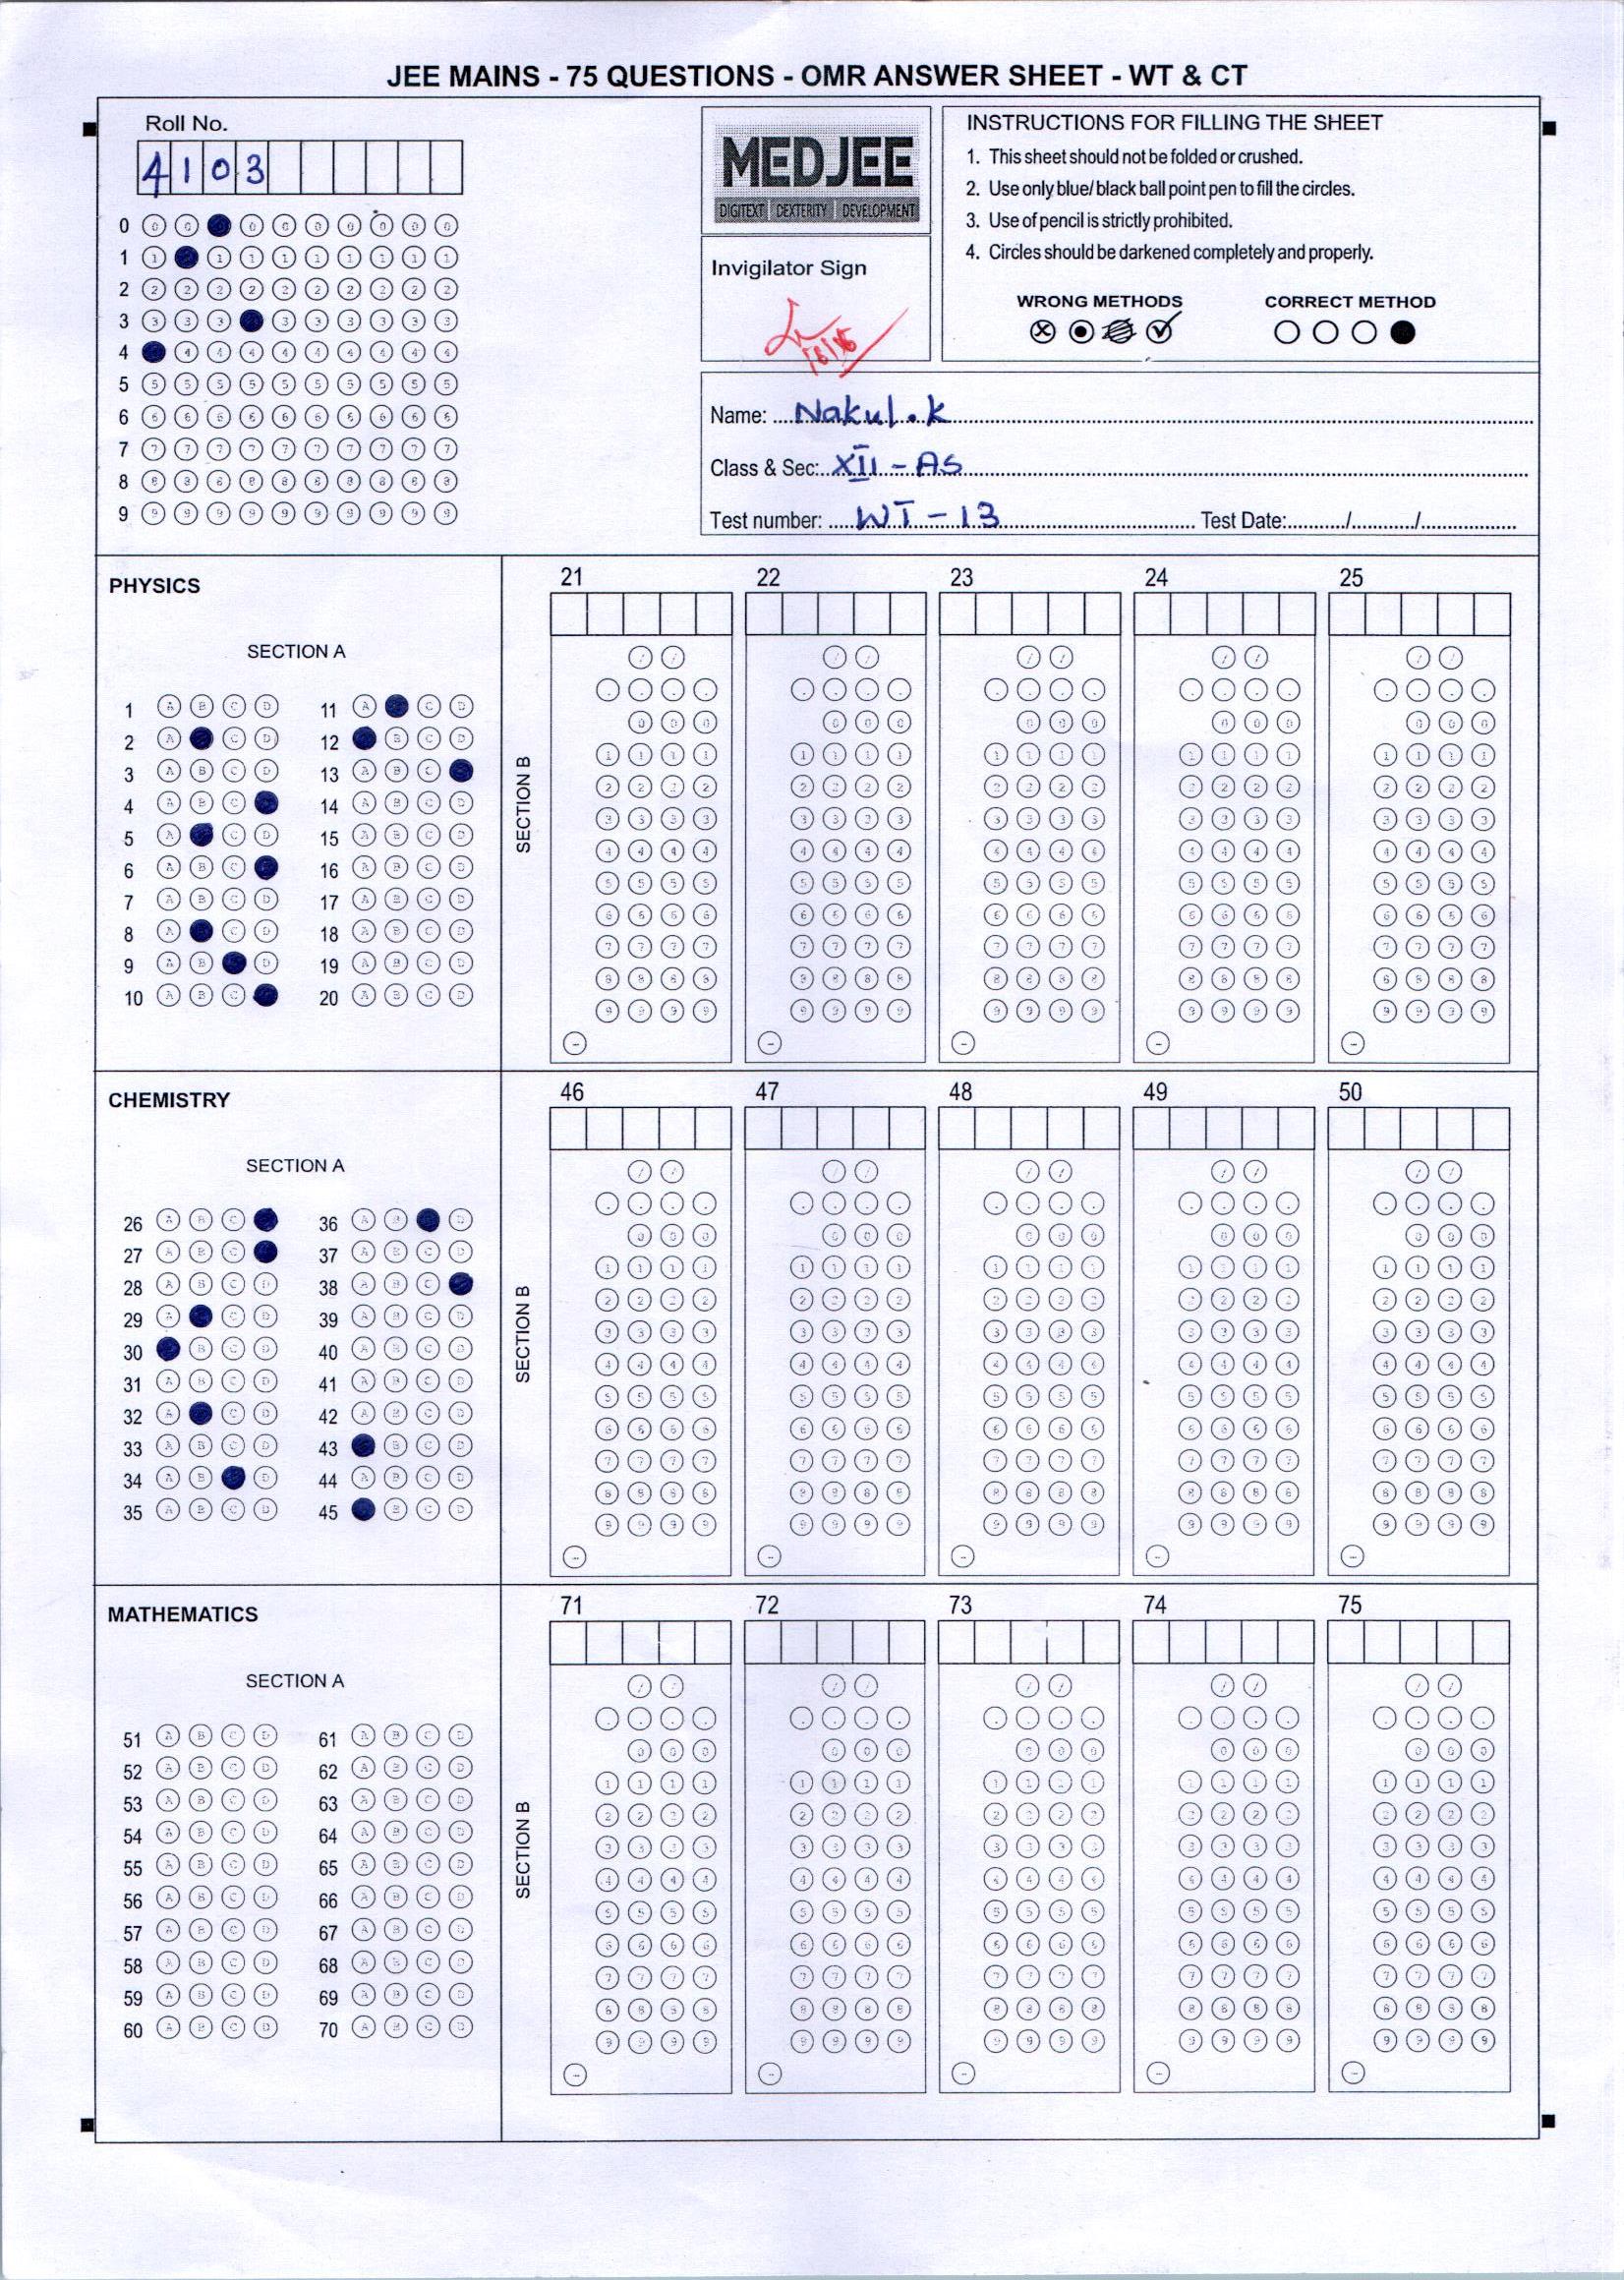 JEE MAINS - 75 QUESTIONS - OMR ANSWER SHEET - WT & CT
Roll No.
4 1 0 3
0
1
2
3
4
5
6
7
8
9
MEDJEE
DIGITEXT | DEXTERITY | DEVELOPMENT
Invigilator Sign
INSTRUCTIONS FOR FILLING THE SHEET
1. This sheet should not be folded or crushed.
2. Use only blue/ black ball point pen to fill the circles.
3. Use of pencil is strictly prohibited.
4. Circles should be darkened completely and properly.
WRONG METHODS CORRECT METHOD
Name: Nakul.K
Class & Sec: XII - AS
Test number: WT - 13 Test Date:........../.........../................
PHYSICS
SECTION A
1 A B C D 11 A C D
2 A C D 12 B C D
3 A B C D 13 A B C
4 A B C 14 A B C D
5 A C D 15 A B C D
6 A B C 16 A B C D
7 A B C D 17 A B C D
8 A C D 18 A B C D
9 A B D 19 A B C D
10 A B C 20 A B C D
SECTION B
21 22 23 24 25
CHEMISTRY
SECTION A
26 A B C 36 A B D
27 A B C 37 A B C D
28 A B C D 38 A B C
29 A C D 39 A B C D
30 B C D 40 A B C D
31 A B C D 41 A B C D
32 A C D 42 A B C D
33 A B C D 43 B C D
34 A B D 44 A B C D
35 A B C D 45 B C D
SECTION B
46 47 48 49 50
MATHEMATICS
SECTION A
51 A B C D 61 A B C D
52 A B C D 62 A B C D
53 A B C D 63 A B C D
54 A B C D 64 A B C D
55 A B C D 65 A B C D
56 A B C D 66 A B C D
57 A B C D 67 A B C D
58 A B C D 68 A B C D
59 A B C D 69 A B C D
60 A B C D 70 A B C D
SECTION B
71 72 73 74 75